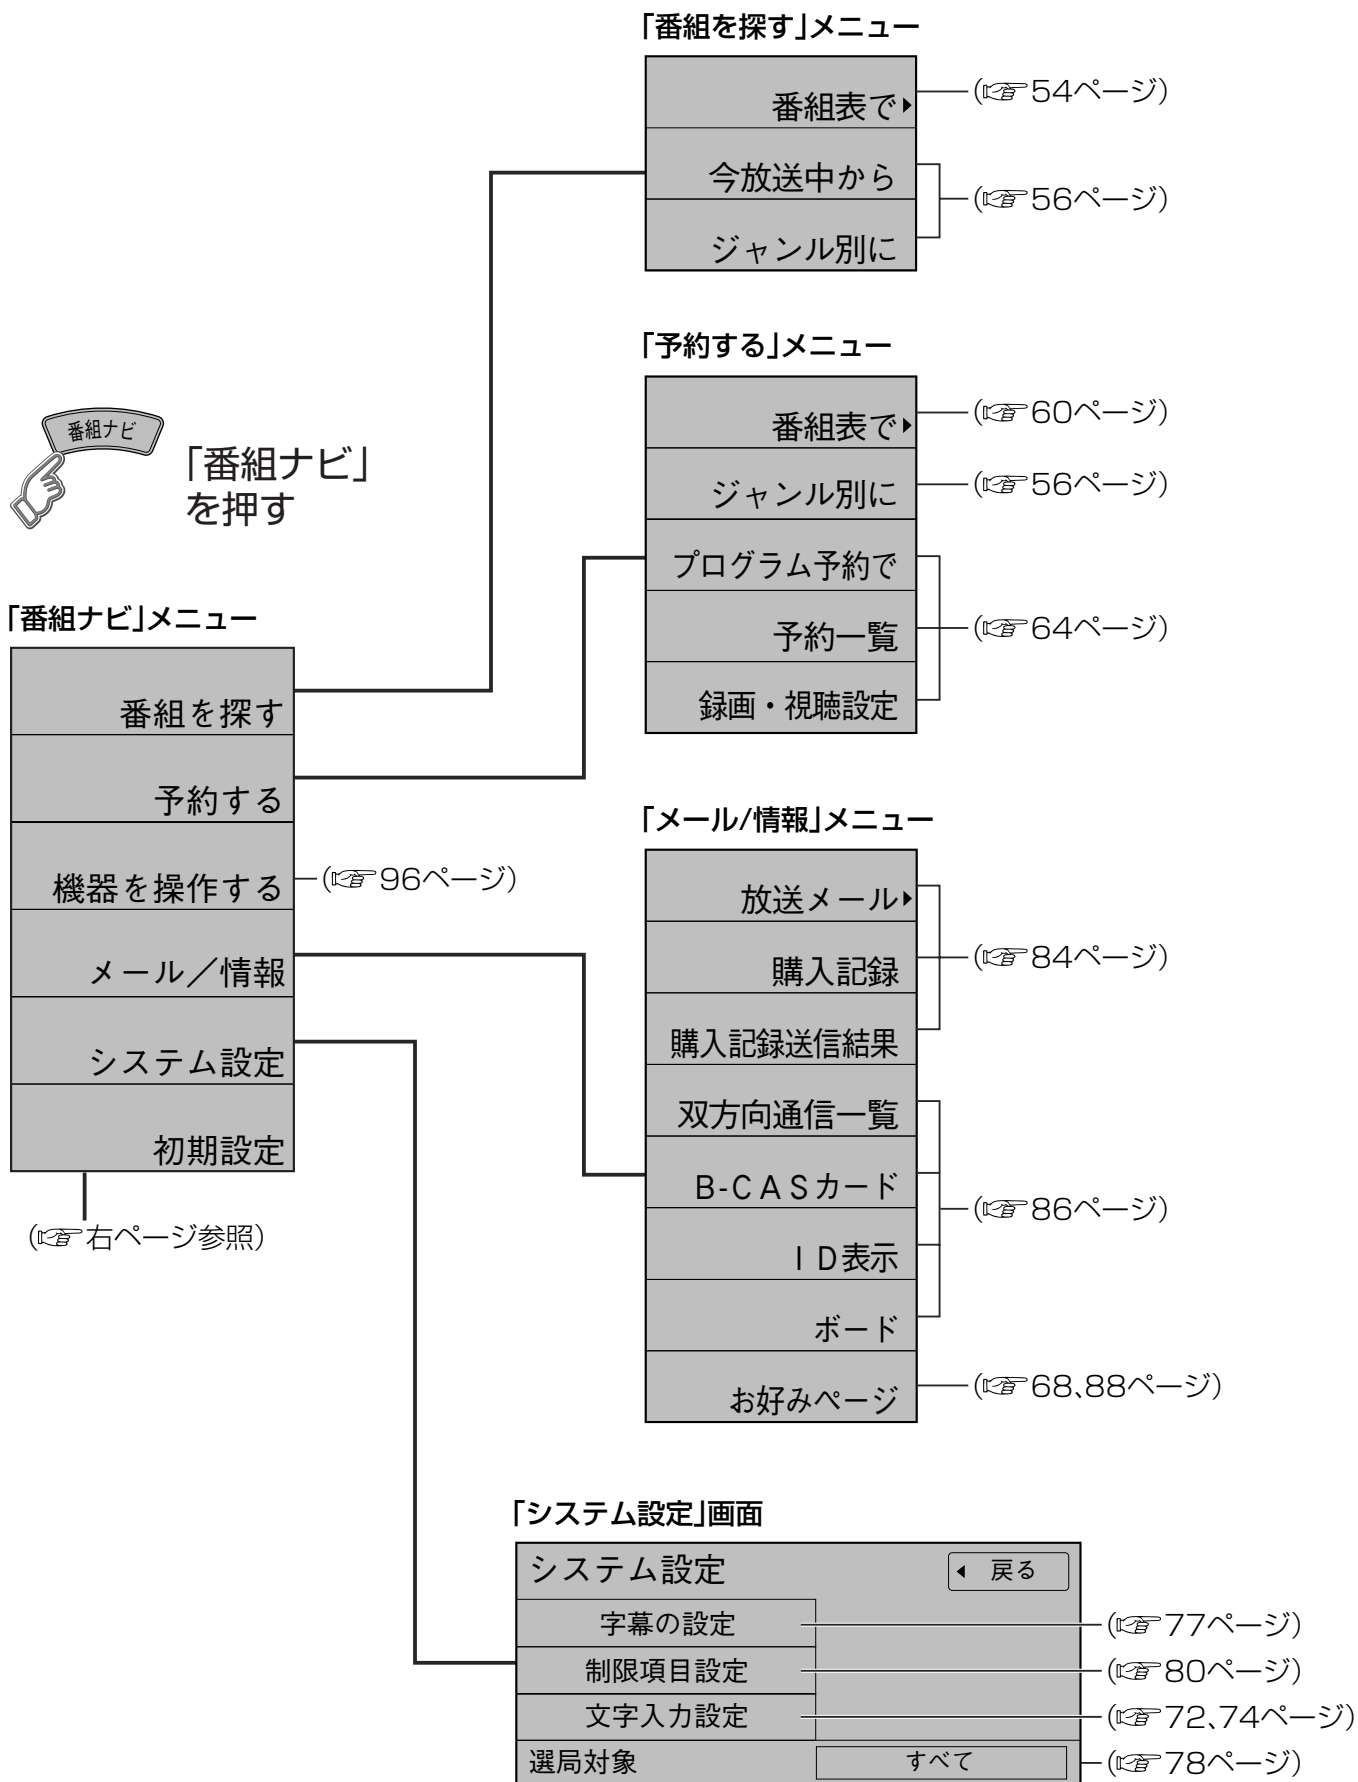 「番組を探す」メニュー
番組表で
(54ページ)
今放送中から
(56ページ)
ジャンル別に
「予約する」メニュー
番組表で
(60ページ)
ジャンル別に
(56ページ)
プログラム予約で
予約一覧
(64ページ)
録画・視聴設定
番組ナビ
「番組ナビ」
を押す
「番組ナビ」メニュー
番組を探す
予約する
機器を操作する
(96ページ)
メール／情報
システム設定
初期設定
(右ページ参照)
「メール/情報」メニュー
放送メール
購入記録
(84ページ)
購入記録送信結果
双方向通信一覧
B-CASカード
(86ページ)
ID表示
ボード
お好みページ
(68、88ページ)
「システム設定」画面
システム設定
戻る
字幕の設定
(77ページ)
制限項目設定
(80ページ)
文字入力設定
(72、74ページ)
選局対象
すべて
(78ページ)